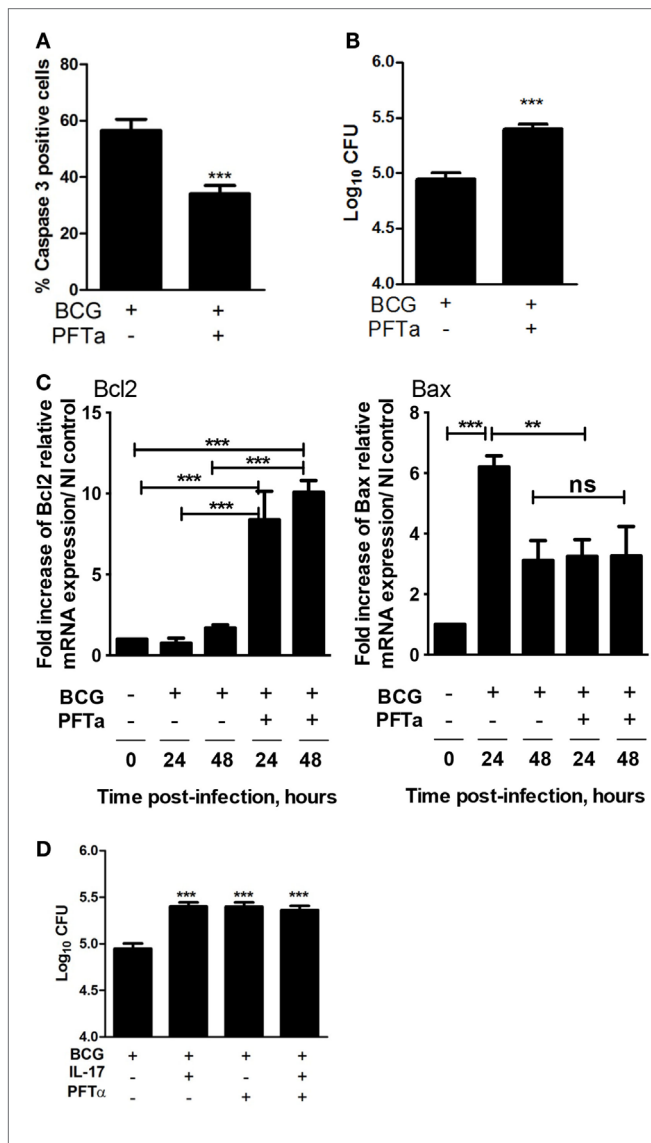 A
% Caspase 3 positive cells
80
60
40
20
0
***
BCG + +
PFTa - +
B
Log10 CFU
6.0
5.5
5.0
4.5
4.0
***
BCG + +
PFTa - +
C
Bcl2
Fold increase of Bcl2 relative
mRNA expression/ NI control
15
10
5
0
***
***
***
***
BCG - + + + +
PFTa - - - + +
0 24 48 24 48
Time post-infection, hours
Bax
Fold increase of Bax relative
mRNA expression/ NI control
8
6
4
2
0
*** **
ns
BCG - + + + +
PFTa - - - + +
0 24 48 24 48
Time post-infection, hours
D
Log10 CFU
6.0
5.5
5.0
4.5
4.0
*** *** ***
BCG + + + +
IL-17 - + - +
PFTα - - + +